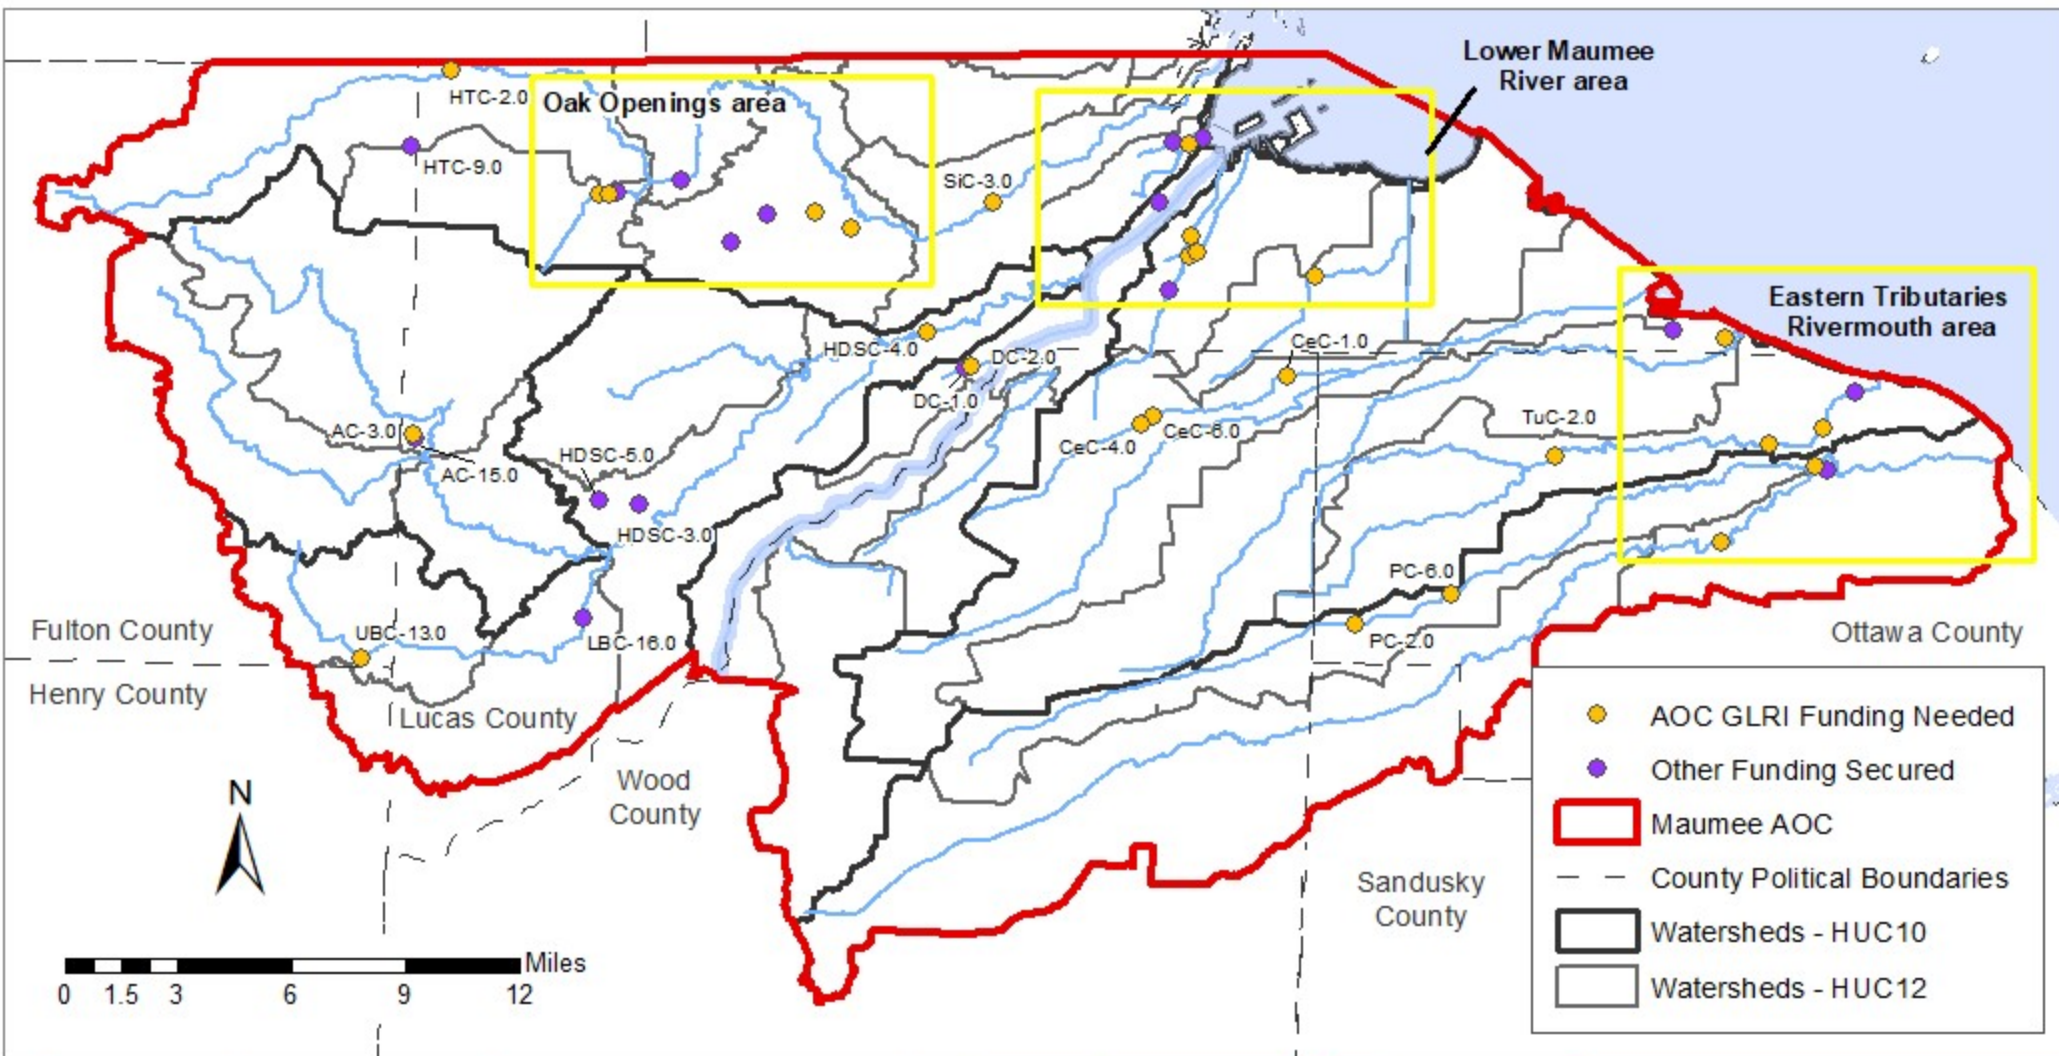 Lower Maumee
River area
HTC-2.0
Oak Openings area
HTC-9.0
SiC-3.0
Eastern Tributaries
Rivermouth area
HDSC-4.0
DC-2.0
CeC-1.0
DC-1.0
AC-3.0
TuC-2.0
CeC-6.0
CeC-4.0
HDSC-5.0
AC-15.0
HDSC-3.0
PC-6.0
UBC-13.0
LBC-16.0
PC-2.0
Fulton County
Ottawa County
Henry County
Lucas County
Wood
County
Sandusky
County
N
Miles
0 1.5 3 6 9 12
AOC GLRI Funding Needed
Other Funding Secured
Maumee AOC
County Political Boundaries
Watersheds - HUC10
Watersheds - HUC12